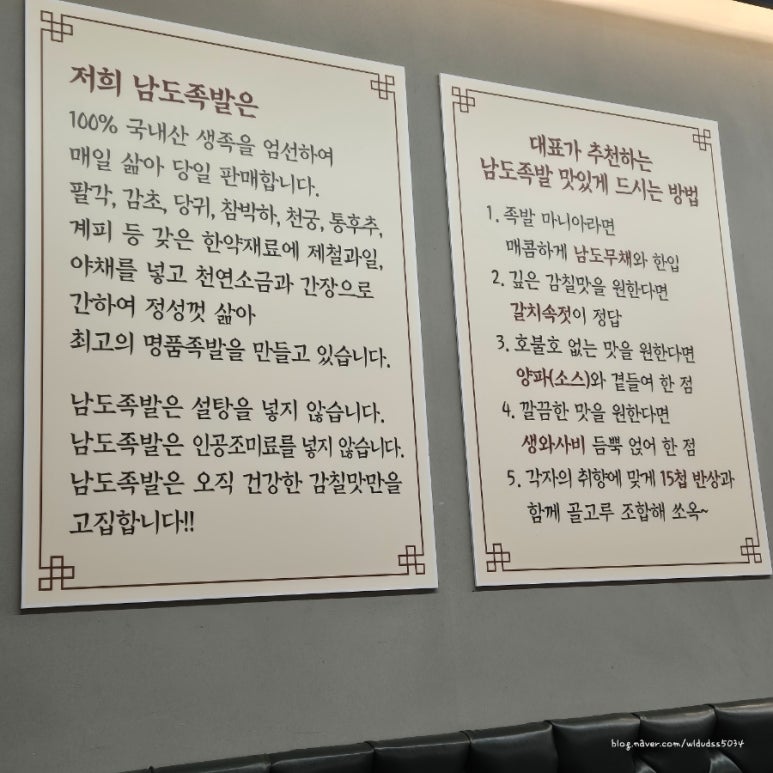 저희 남도족발은
100% 국내산 생족을 엄선하여
매일 삶아 당일 판매합니다.
팔각, 감초, 당귀, 참박하, 천궁, 통후추,
계피 등 갖은 한약재료에 제철과일,
야채를 넣고 천연소금과 간장으로
간하여 정성껏 삶아
최고의 명품족발을 만들고 있습니다.
남도족발은 설탕을 넣지 않습니다.
남도족발은 인공조미료를 넣지 않습니다.
남도족발은 오직 건강한 감칠맛만을
고집합니다!!
대표가 추천하는
남도족발 맛있게 드시는 방법
1. 족발 마니아라면
매콤하게 남도무채와 한입
2. 깊은 감칠맛을 원한다면
갈치속젓이 정답
3. 호불호 없는 맛을 원한다면
양파(소스)와 곁들여 한 점
4. 깔끔한 맛을 원한다면
생와사비 듬뿍 얹어 한 점
5. 각자의 취향에 맞게 15첩 반상과
함께 골고루 조합해 쏘옥~
blog.naver.com/wldudss5034